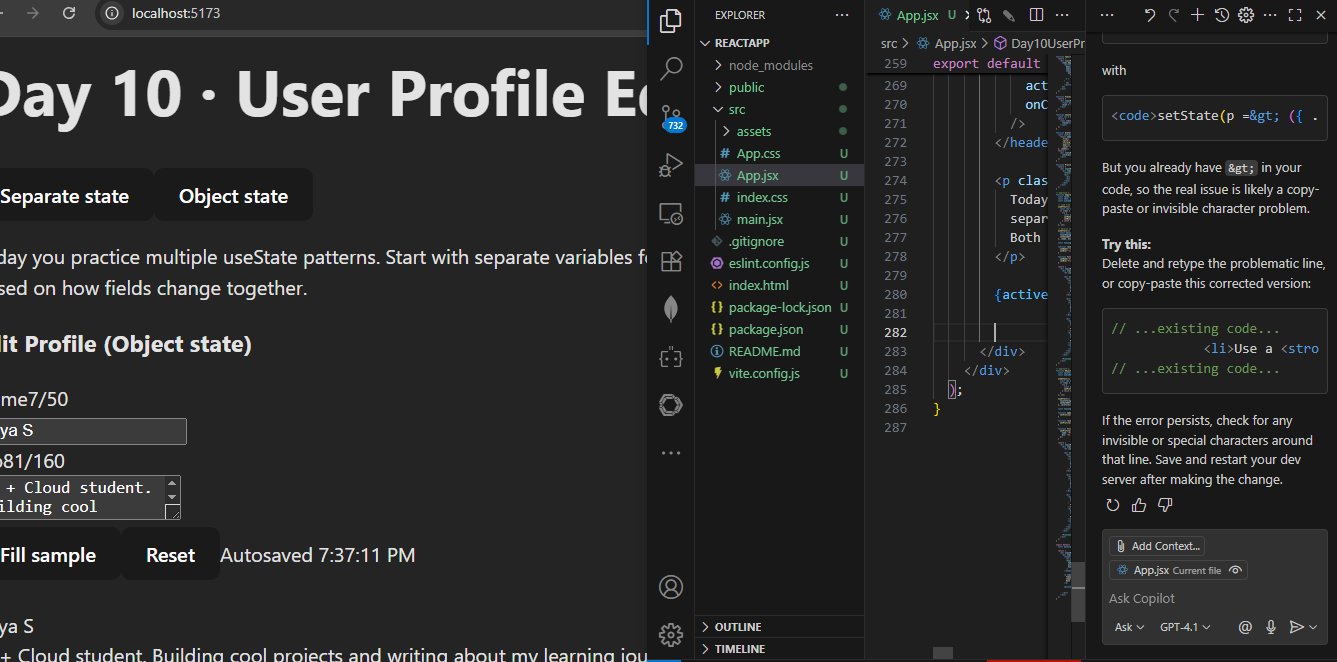 localhost:5173
Day 10 · User Profile Ed
Separate state
Object state
day you practice multiple useState patterns. Start with separate variables fo
sed on how fields change together.
dit Profile (Object state)
me7/50
ya S
o81/160
+ Cloud student.
ilding cool
Fill sample
Reset
Autosaved 7:37:11 PM
ya S
+ Cloud student. Building cool projects and writing about my learning jou
732
EXPLORER
REACTAPP
node_modules
public
src
assets
App.css U
App.jsx U
index.css U
main.jsx U
.gitignore U
eslint.config.js U
index.html U
package-lock.json U
package.json U
README.md U
vite.config.js U
OUTLINE
TIMELINE
App.jsx U
src > App.jsx > Day10UserPr
259 export default
269 act
270 onC
271 />
272 </heade
273
274 <p clas
275 Today
276 separ
277 Both
278 </p>
279
280 {active
281
282
283 </div>
284 </div>
285 );
286 }
287
with
<code>setState(p =&gt; ({ .
But you already have &gt; in your
code, so the real issue is likely a copy-
paste or invisible character problem.
Try this:
Delete and retype the problematic line,
or copy-paste this corrected version:
// ...existing code...
<li>Use a <stro
// ...existing code...
If the error persists, check for any
invisible or special characters around
that line. Save and restart your dev
server after making the change.
Add Context...
App.jsx Current file
Ask Copilot
Ask
GPT-4.1